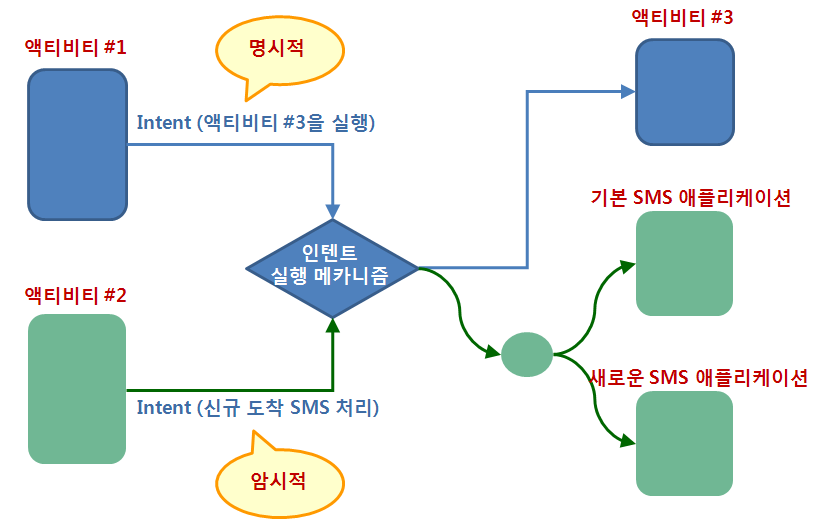 액티비티 #1
명시적
액티비티 #3
Intent (액티비티 #3을 실행)
기본 SMS 애플리케이션
인텐트
실행 메카니즘
액티비티 #2
새로운 SMS 애플리케이션
Intent (신규 도착 SMS 처리)
암시적